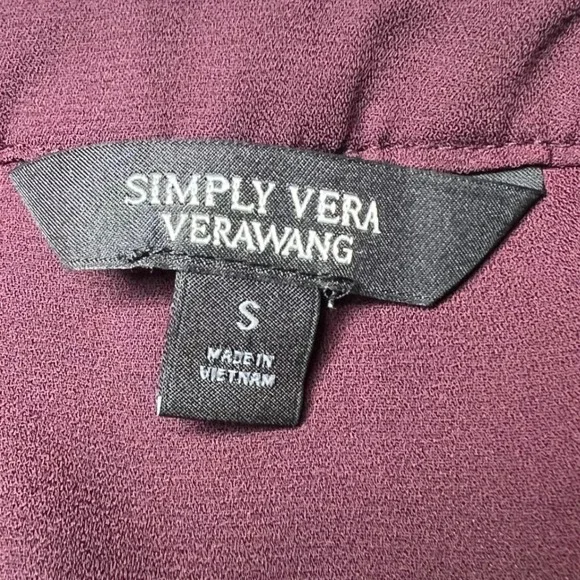 SIMPLY VERA
VERAWANG
S
MADE IN
VIETNAM